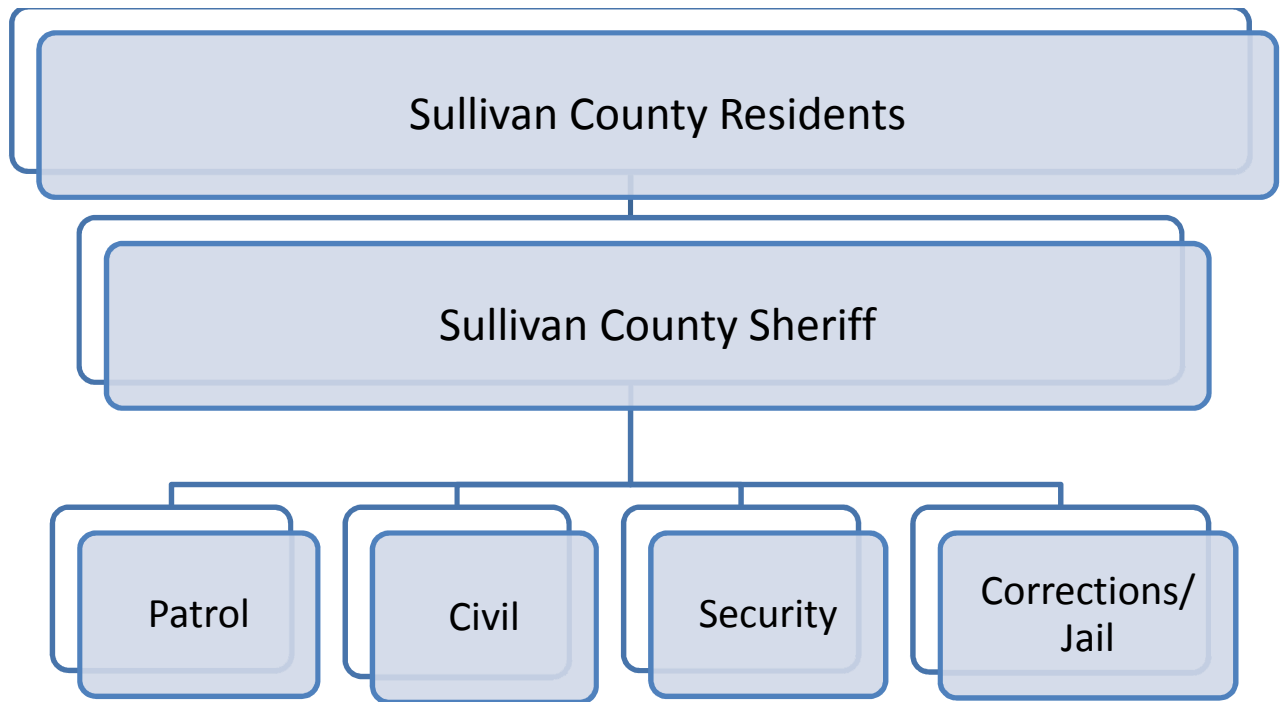 Sullivan County Residents
Sullivan County Sheriff
Patrol
Civil
Security
Corrections/
Jail